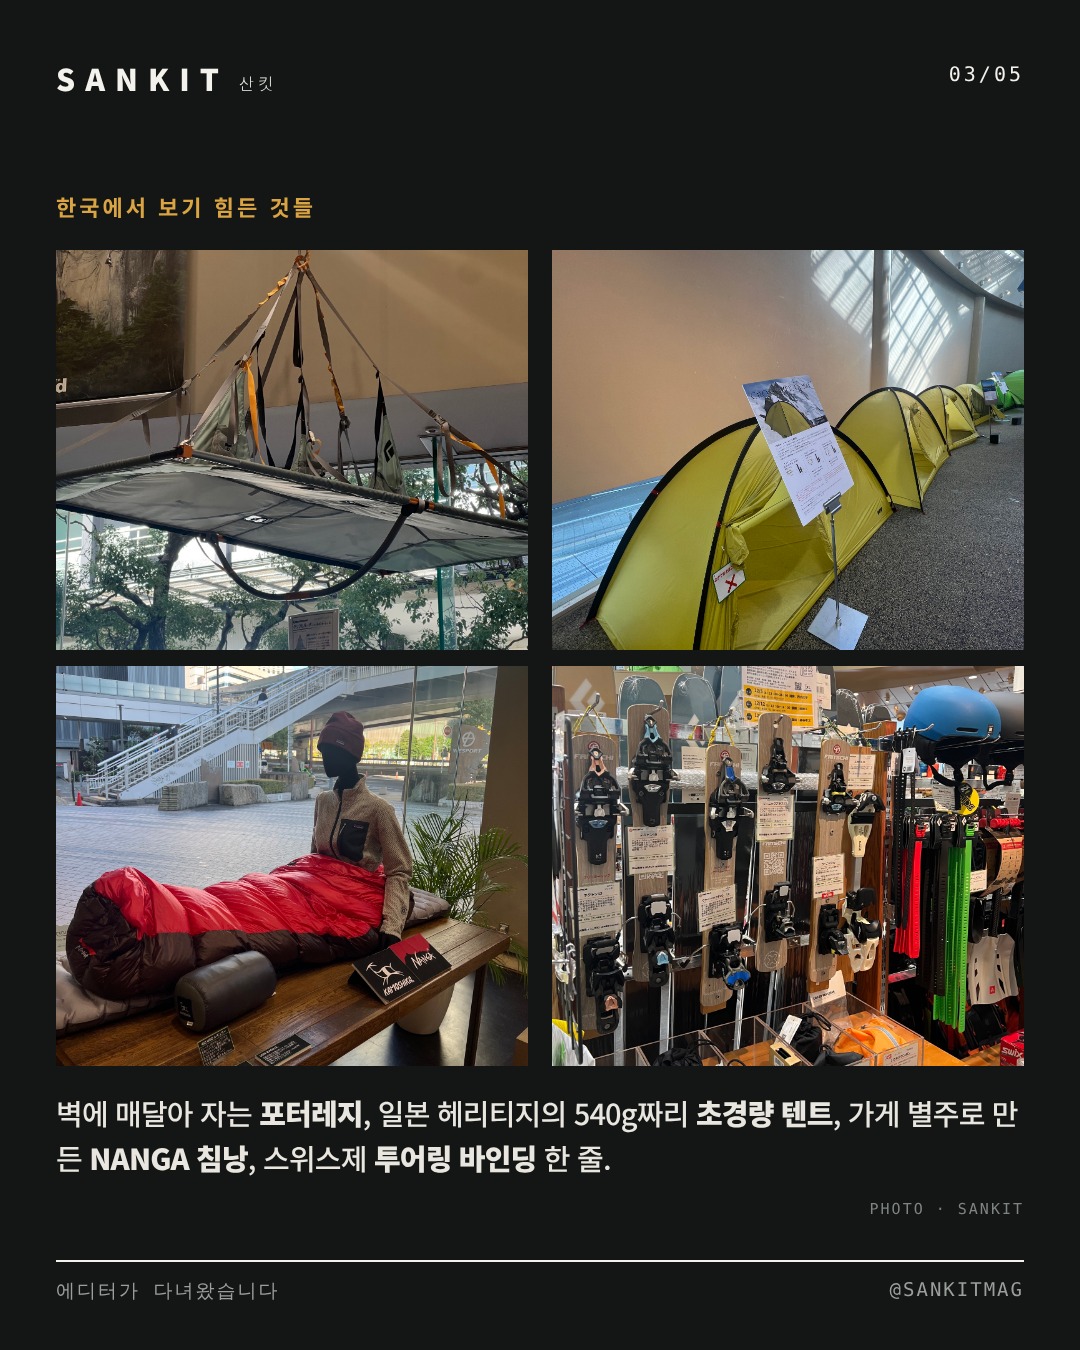 SANKIT 산킷
03/05
한국에서 보기 힘든 것들
KAMOSHIKA
NANGA
벽에 매달아 자는 포터레지, 일본 헤리티지의 540g짜리 초경량 텐트, 가게 별주로 만
든 NANGA 침낭, 스위스제 투어링 바인딩 한 줄.
PHOTO · SANKIT
에디터가 다녀왔습니다
@SANKITMAG